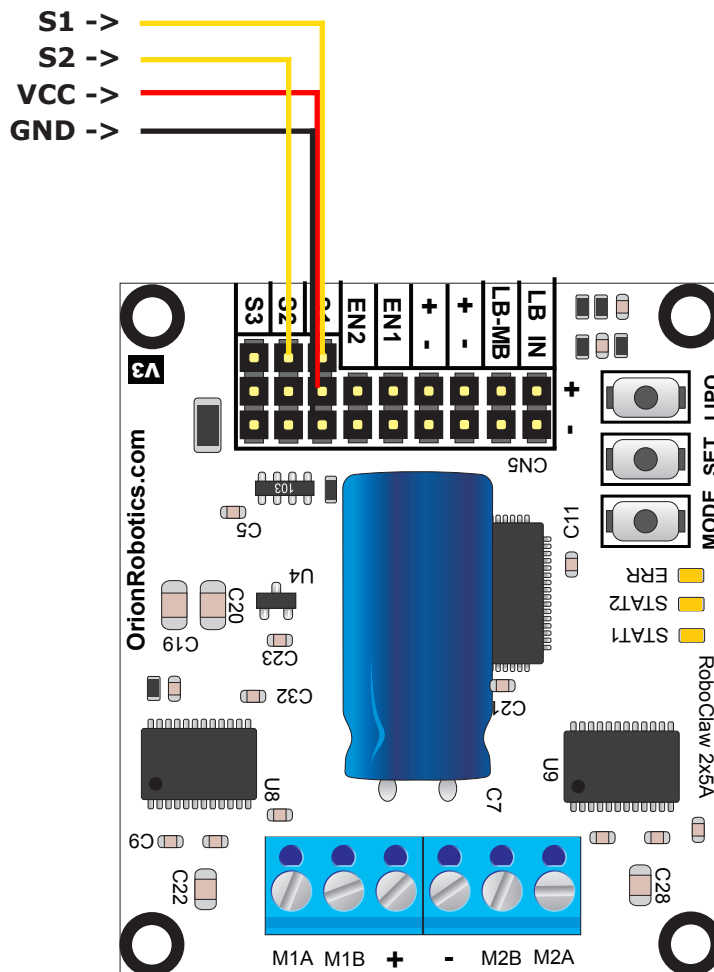 S1 ->
S2 ->
VCC ->
GND ->
S3
S2
S1
EN2
EN1
+ -
+ -
LB-MB
LB IN
+
-
V3
CN5
LIPO
SET
MODE
OrionRobotics.com
103
C5
C11
U4
ERR
STAT2
STAT1
C20
C19
C23
C32
C21
RoboClaw 2x5A
U8
U9
C7
C9
C22
C28
M1A M1B + - M2B M2A